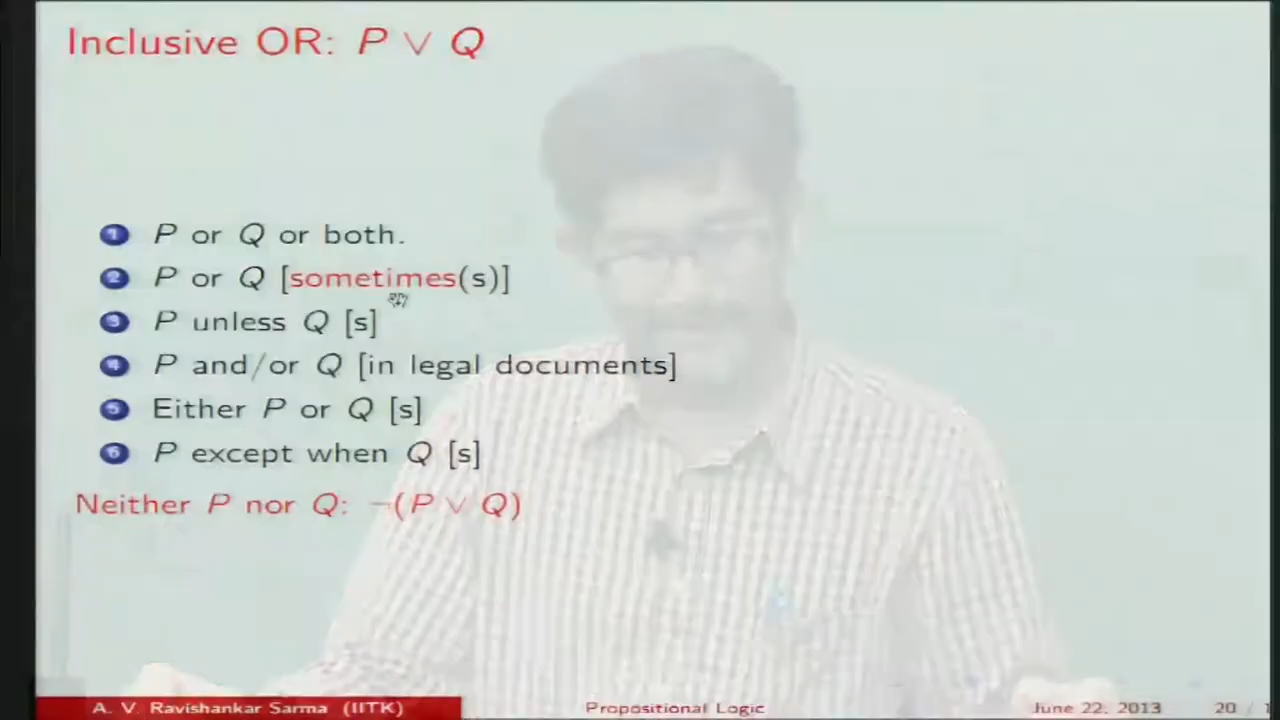 Inclusive OR: P ∨ Q
1 P or Q or both.
2 P or Q [sometimes(s)]
3 P unless Q [s]
4 P and/or Q [in legal documents]
5 Either P or Q [s]
6 P except when Q [s]
Neither P nor Q: ¬(P ∨ Q)
A. V. Ravishankar Sarma (IITK) Propositional Logic June 22, 2013 20 /